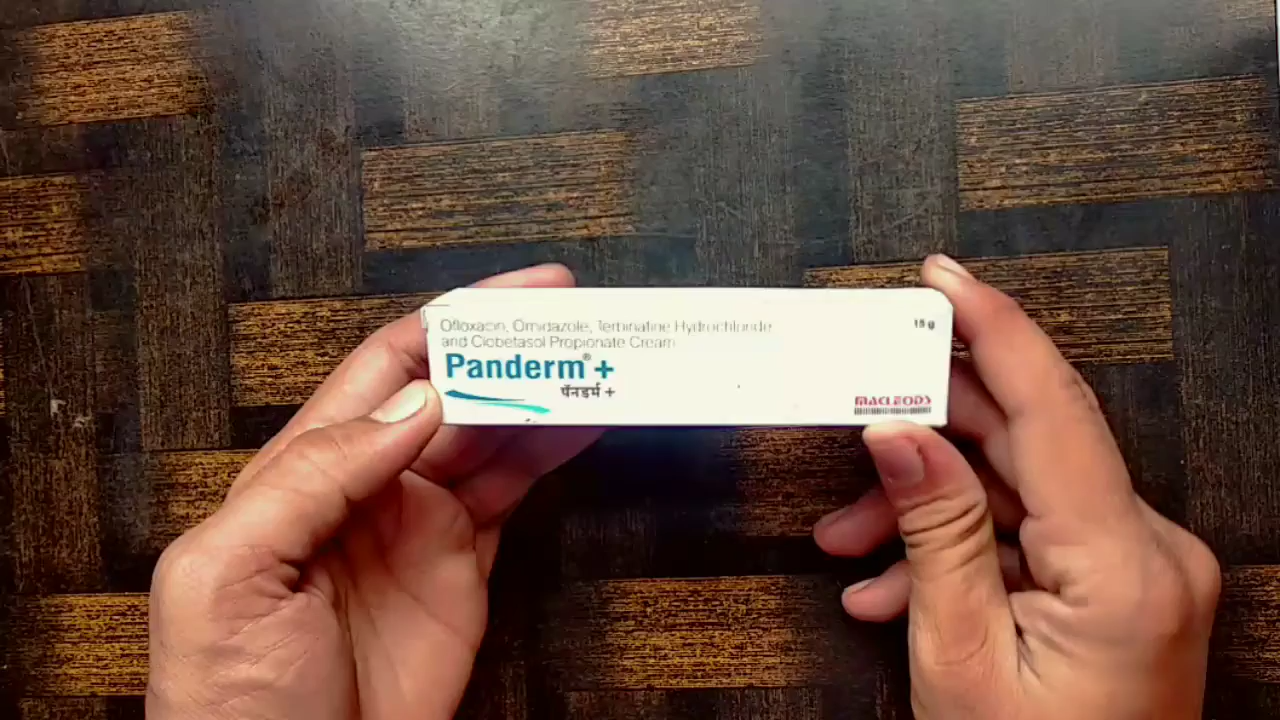 Ofloxacin, Ornidazole, Terbinafine Hydrochloride
and Clobetasol Propionate Cream
15 g
Panderm® +
पॅनडर्म +
MACLEODS